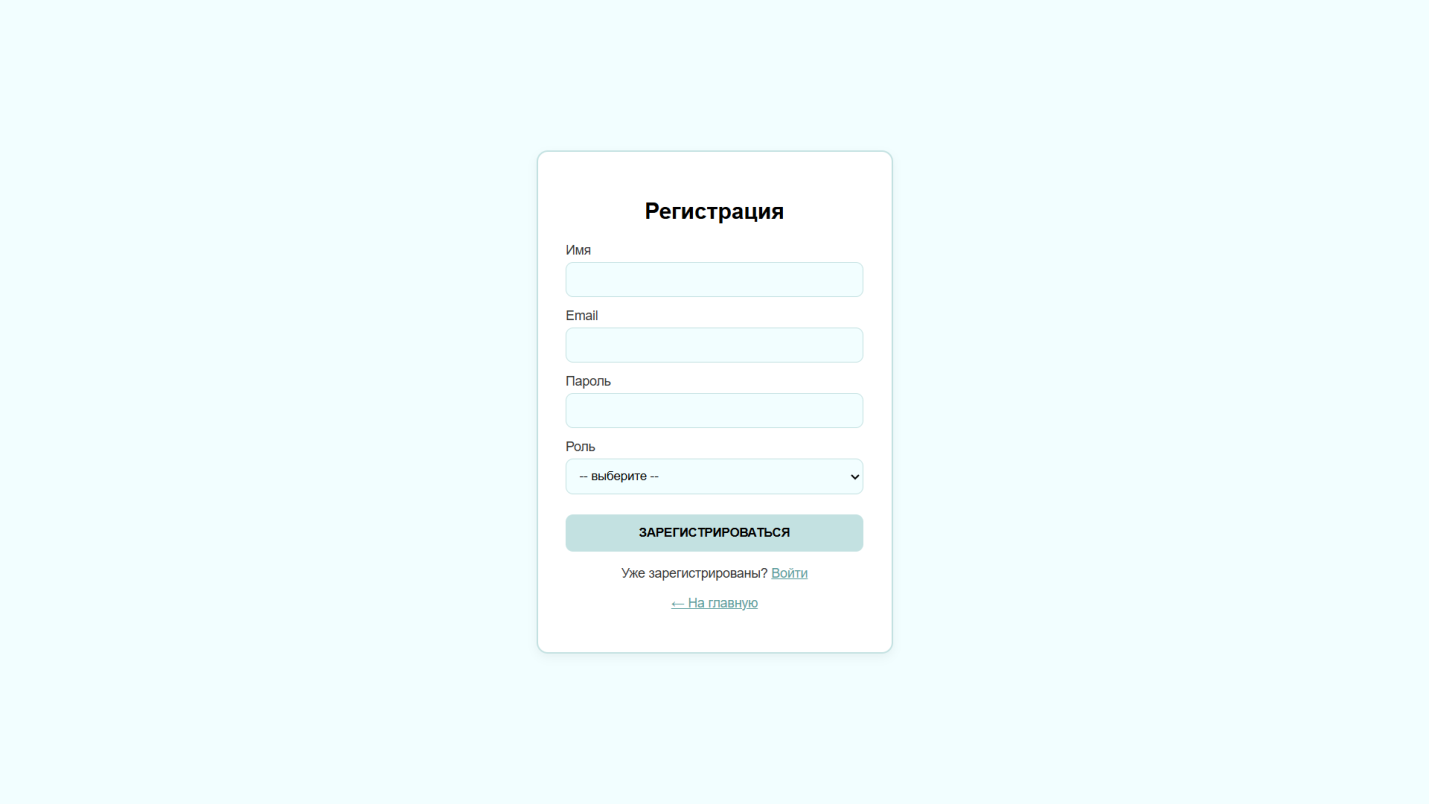 Регистрация
Имя
Email
Пароль
Роль
-- выберите --
ЗАРЕГИСТРИРОВАТЬСЯ
Уже зарегистрированы? Войти
← На главную